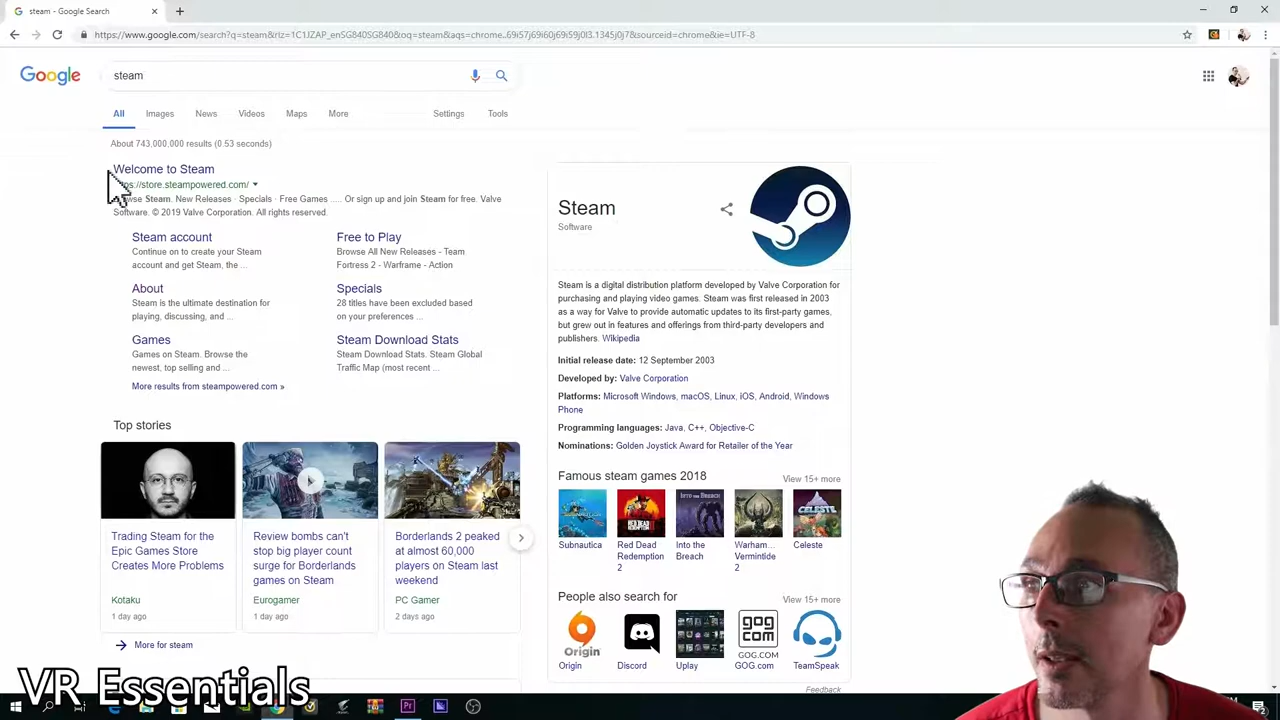 steam - Google Search
https://www.google.com/search?q=steam&rlz=1C1JZAP_enSG840SG840&oq=steam&aqs=chrome..69i57j69i60j69i59j0l3.1345j0j7&sourceid=chrome&ie=UTF-8
Google
steam
All Images News Videos Maps More Settings Tools
About 743,000,000 results (0.53 seconds)
Welcome to Steam
://store.steampowered.com/
Steam. New Releases · Specials · Free Games .... Or sign up and join Steam for free. Valve
Software. © 2019 Valve Corporation. All rights reserved.
Steam account
Continue on to create your Steam
account and get Steam, the ...
Free to Play
Browse All New Releases - Team
Fortress 2 - Warframe - Action
About
Steam is the ultimate destination for
playing, discussing, and ...
Specials
28 titles have been excluded based
on your preferences ...
Games
Games on Steam. Browse the
newest, top selling and ...
Steam Download Stats
Steam Download Stats. Steam Global
Traffic Map (most recent ...
More results from steampowered.com »
Top stories
Trading Steam for the
Epic Games Store
Creates More Problems
Kotaku
1 day ago
Review bombs can't
stop big player count
surge for Borderlands
games on Steam
Eurogamer
1 day ago
Borderlands 2 peaked
at almost 60,000
players on Steam last
weekend
PC Gamer
2 days ago
More for steam
Steam
Software
Steam is a digital distribution platform developed by Valve Corporation for
purchasing and playing video games. Steam was first released in 2003
as a way for Valve to provide automatic updates to its first-party games,
but grew out in features and offerings from third-party developers and
publishers. Wikipedia
Initial release date: 12 September 2003
Developed by: Valve Corporation
Platforms: Microsoft Windows, macOS, Linux, iOS, Android, Windows
Phone
Programming languages: Java, C++, Objective-C
Nominations: Golden Joystick Award for Retailer of the Year
Famous steam games 2018
View 15+ more
INTO THE
BREACH
CELESTE
Subnautica
Red Dead
Redemption
2
Into the
Breach
Warham...
Vermintide
2
Celeste
People also search for
View 15+ more
Origin
gog
com
GOG.COM
Origin
Discord
Uplay
GOG.com
TeamSpeak
Feedback
VR Essentials
Pr